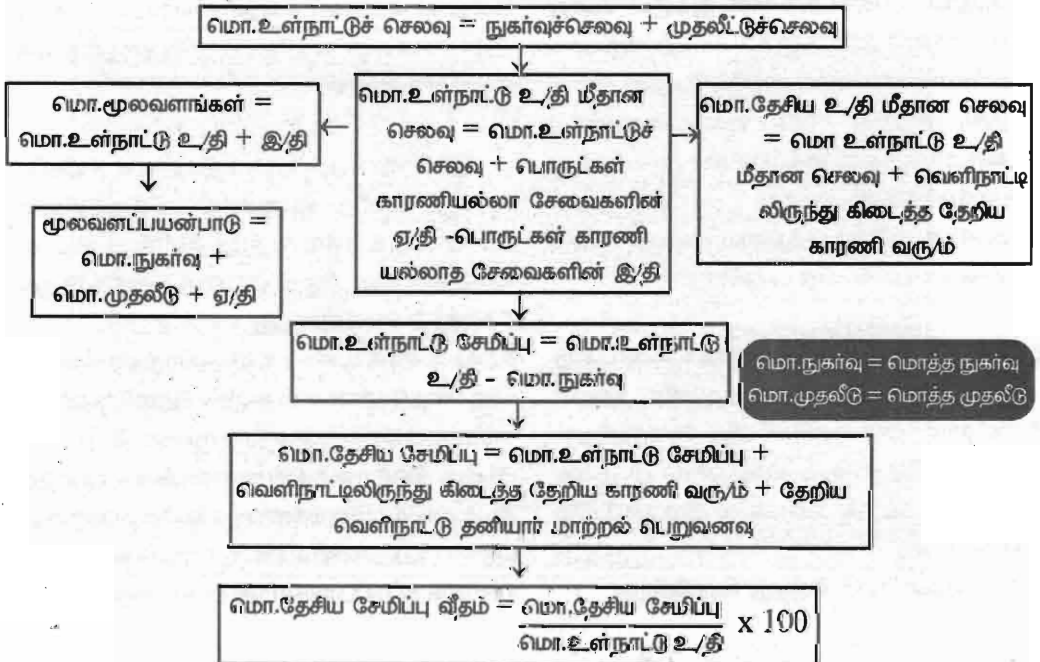 மொ.உள்நாட்டுச் செலவு = நுகர்வுச்செலவு + முதலீட்டுச்செலவு
மொ.மூலவளங்கள் =
மொ.உள்நாட்டு உ/தி + இ/தி
மூலவளப்பயன்பாடு =
மொ.நுகர்வு +
மொ.முதலீடு + ஏ/தி
மொ.உள்நாட்டு உ/தி மீதான
செலவு = மொ.உள்நாட்டுச்
செலவு + பொருட்கள்
காரணியல்லா சேவைகளின்
ஏ/தி -பொருட்கள் காரணி
யல்லாத சேவைகளின் இ/தி
மொ.தேசிய உ/தி மீதான செலவு
= மொ உள்நாட்டு உ/தி
மீதான செலவு + வெளிநாட்டி
லிருந்து கிடைத்த தேறிய
காரணி வரு/ம்
மொ.உள்நாட்டு சேமிப்பு = மொ.உள்நாட்டு
உ/தி - மொ.நுகர்வு
மொ.நுகர்வு = மொத்த நுகர்வு
மொ.முதலீடு = மொத்த முதலீடு
மொ.தேசிய சேமிப்பு = மொ.உள்நாட்டு சேமிப்பு +
வெளிநாட்டிலிருந்து கிடைத்த தேறிய காரணி வரு/ம் + தேறிய
வெளிநாட்டு தனியார் மாற்றல் பெறுவனவு
மொ.தேசிய சேமிப்பு வீதம் = மொ.தேசிய சேமிப்பு x 100
மொ.உள்நாட்டு உ/தி